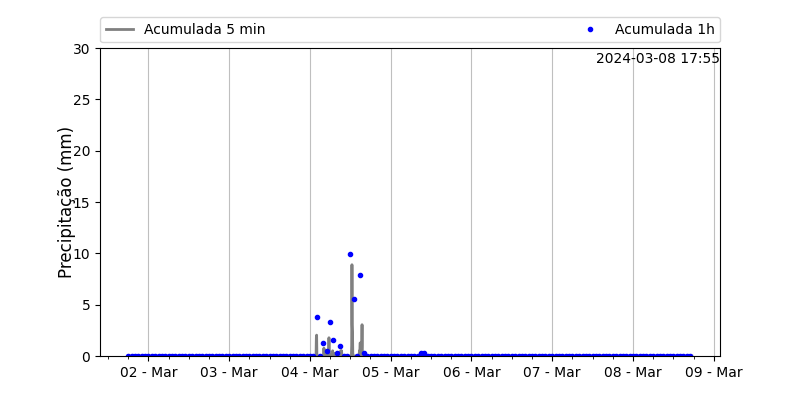 Acumulada 5 min
Acumulada 1h
2024-03-08 17:55
Precipitação (mm)
30
25
20
15
10
5
0
02 - Mar
03 - Mar
04 - Mar
05 - Mar
06 - Mar
07 - Mar
08 - Mar
09 - Mar